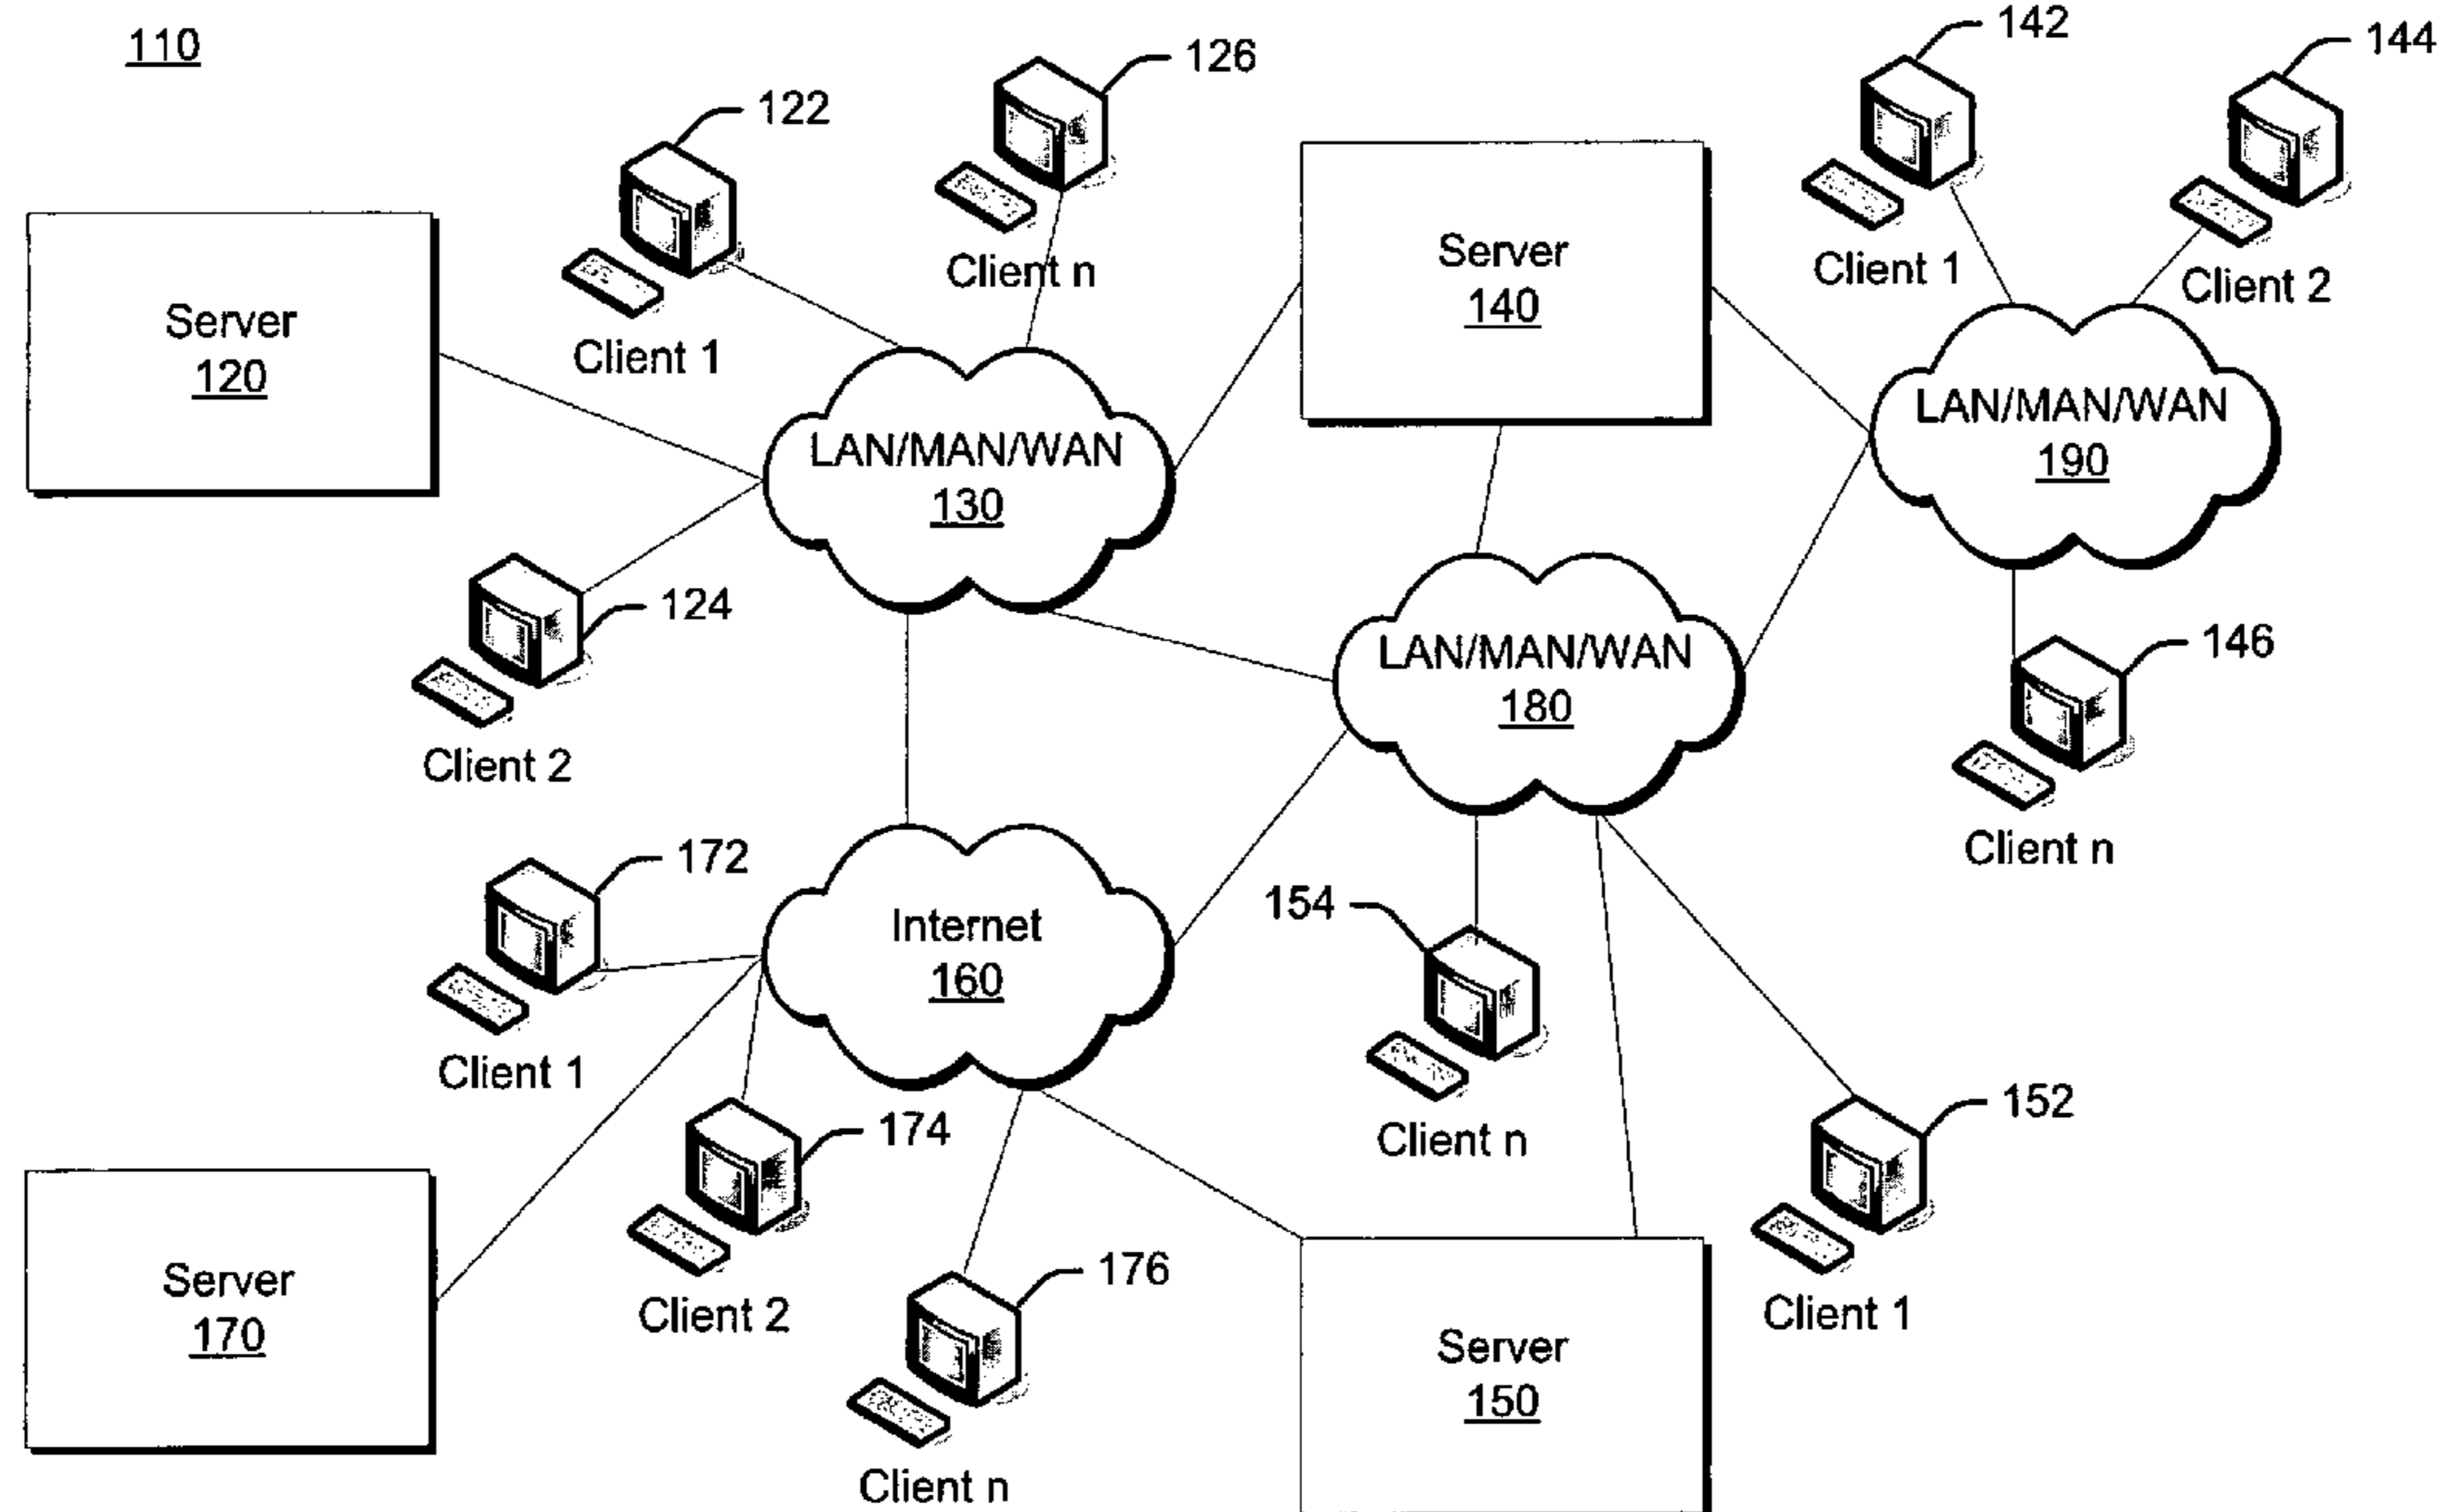 110
122
126
142
144
Server
120
Client 1
Client n
Server
140
Client 1
Client 2
LAN/MAN/WAN
130
LAN/MAN/WAN
190
124
Client 2
LAN/MAN/WAN
180
146
Client n
172
Client 1
Internet
160
154
Client n
152
Client 1
174
Client 2
Server
170
176
Client n
Server
150